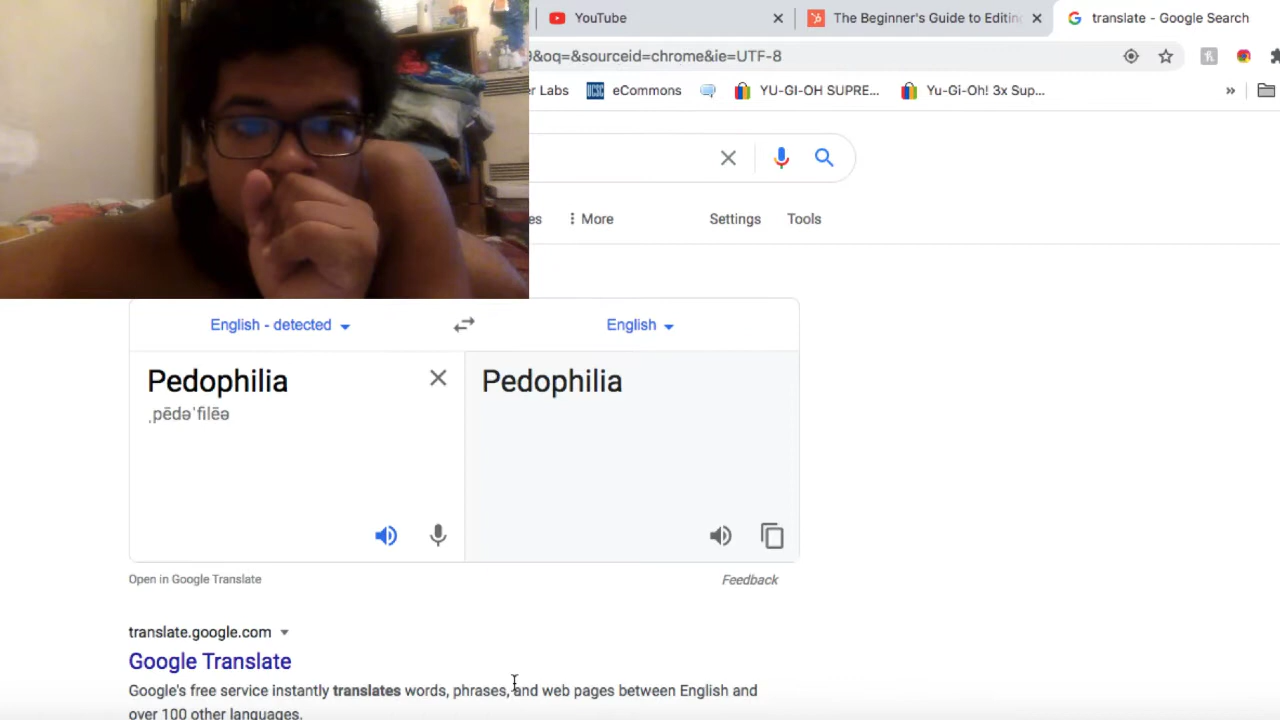 YouTube
The Beginner's Guide to Editin
translate - Google Search
9&oq=&sourceid=chrome&ie=UTF-8
r Labs
UCSC
eCommons
YU-GI-OH SUPRE...
Yu-Gi-Oh! 3x Sup...
es
More
Settings
Tools
English - detected
English
Pedophilia
Pedophilia
ˌpēdəˈfilēə
Open in Google Translate
Feedback
translate.google.com
Google Translate
Google's free service instantly translates words, phrases, and web pages between English and
over 100 other languages.